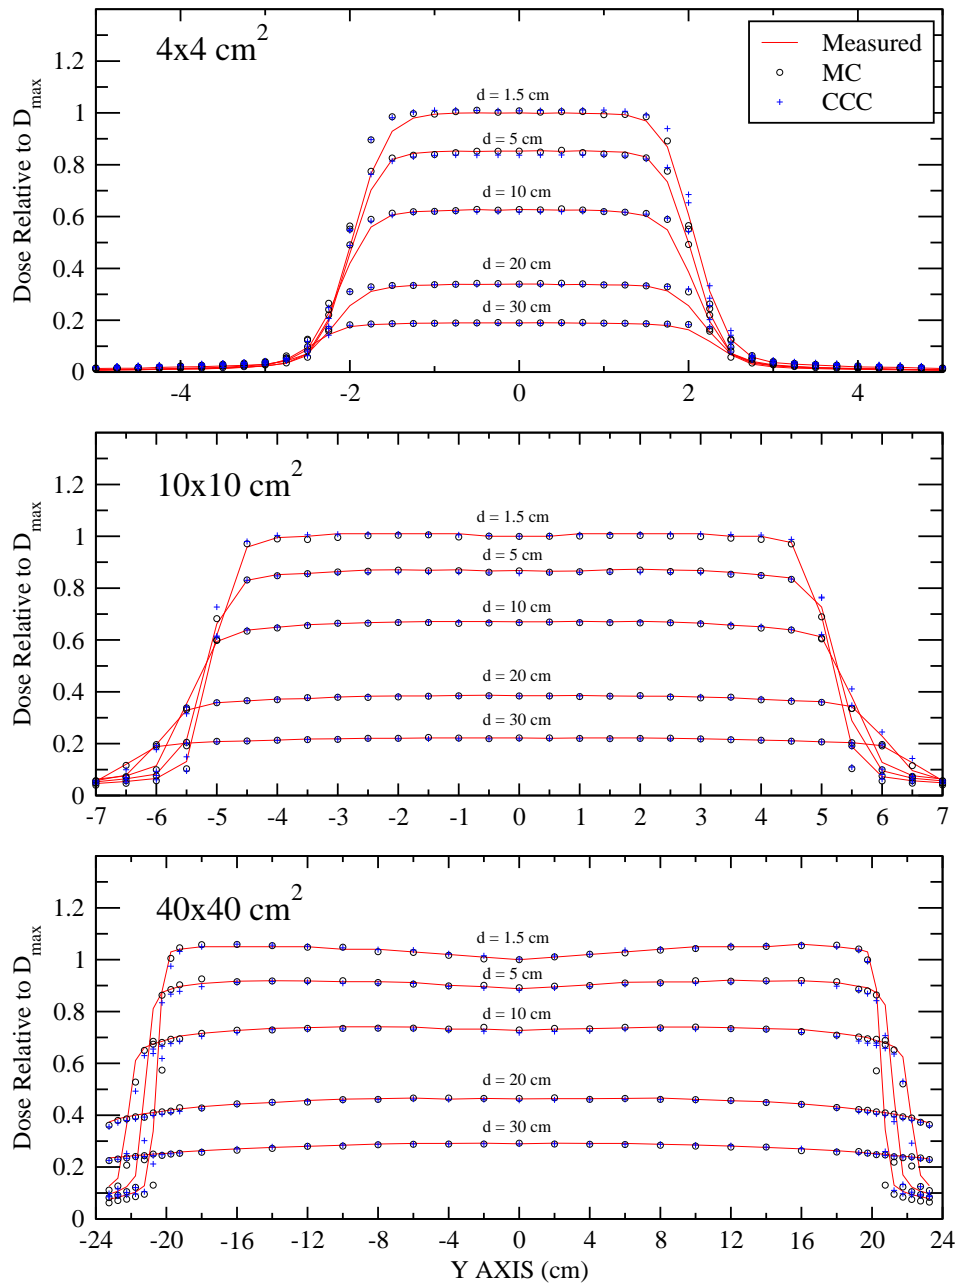 4x4 cm2
Measured
MC
CCC
d = 1.5 cm
d = 5 cm
d = 10 cm
d = 20 cm
d = 30 cm
Dose Relative to Dmax
1.2
1
0.8
0.6
0.4
0.2
0
-4 -2 0 2 4
10x10 cm2
d = 1.5 cm
d = 5 cm
d = 10 cm
d = 20 cm
d = 30 cm
Dose Relative to Dmax
1.2
1
0.8
0.6
0.4
0.2
0
-7 -6 -5 -4 -3 -2 -1 0 1 2 3 4 5 6 7
40x40 cm2
d = 1.5 cm
d = 5 cm
d = 10 cm
d = 20 cm
d = 30 cm
Dose Relative to Dmax
1.2
1
0.8
0.6
0.4
0.2
0
-24 -20 -16 -12 -8 -4 0 4 8 12 16 20 24
Y AXIS (cm)